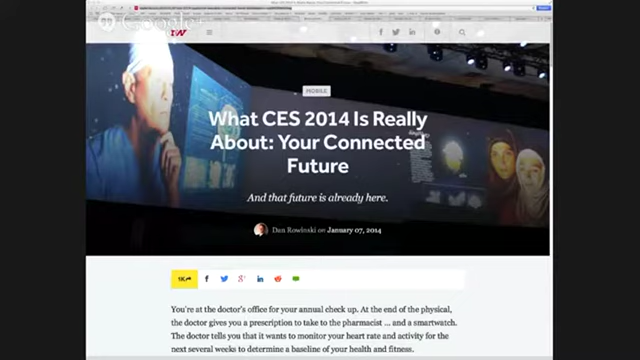 Google+
RW
MOBILE
What CES 2014 Is Really
About: Your Connected
Future
And that future is already here.
Dan Rowinski on January 07, 2014
You're at the doctor's office for your annual check up. At the end of the physical,
the doctor gives you a prescription to take to the pharmacist ... and a smartwatch.
The doctor tells you that it wants to monitor your heart rate and activity for the
next several weeks to determine a baseline of your health and fitness.